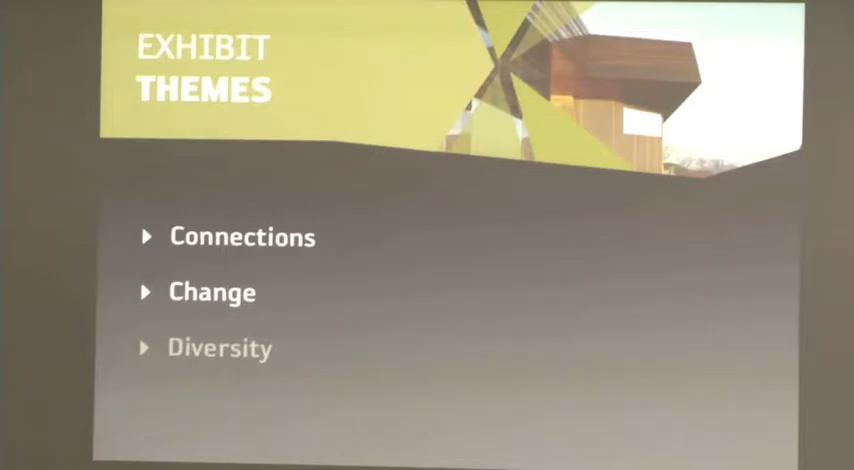 EXHIBIT
THEMES
Connections
Change
Diversity